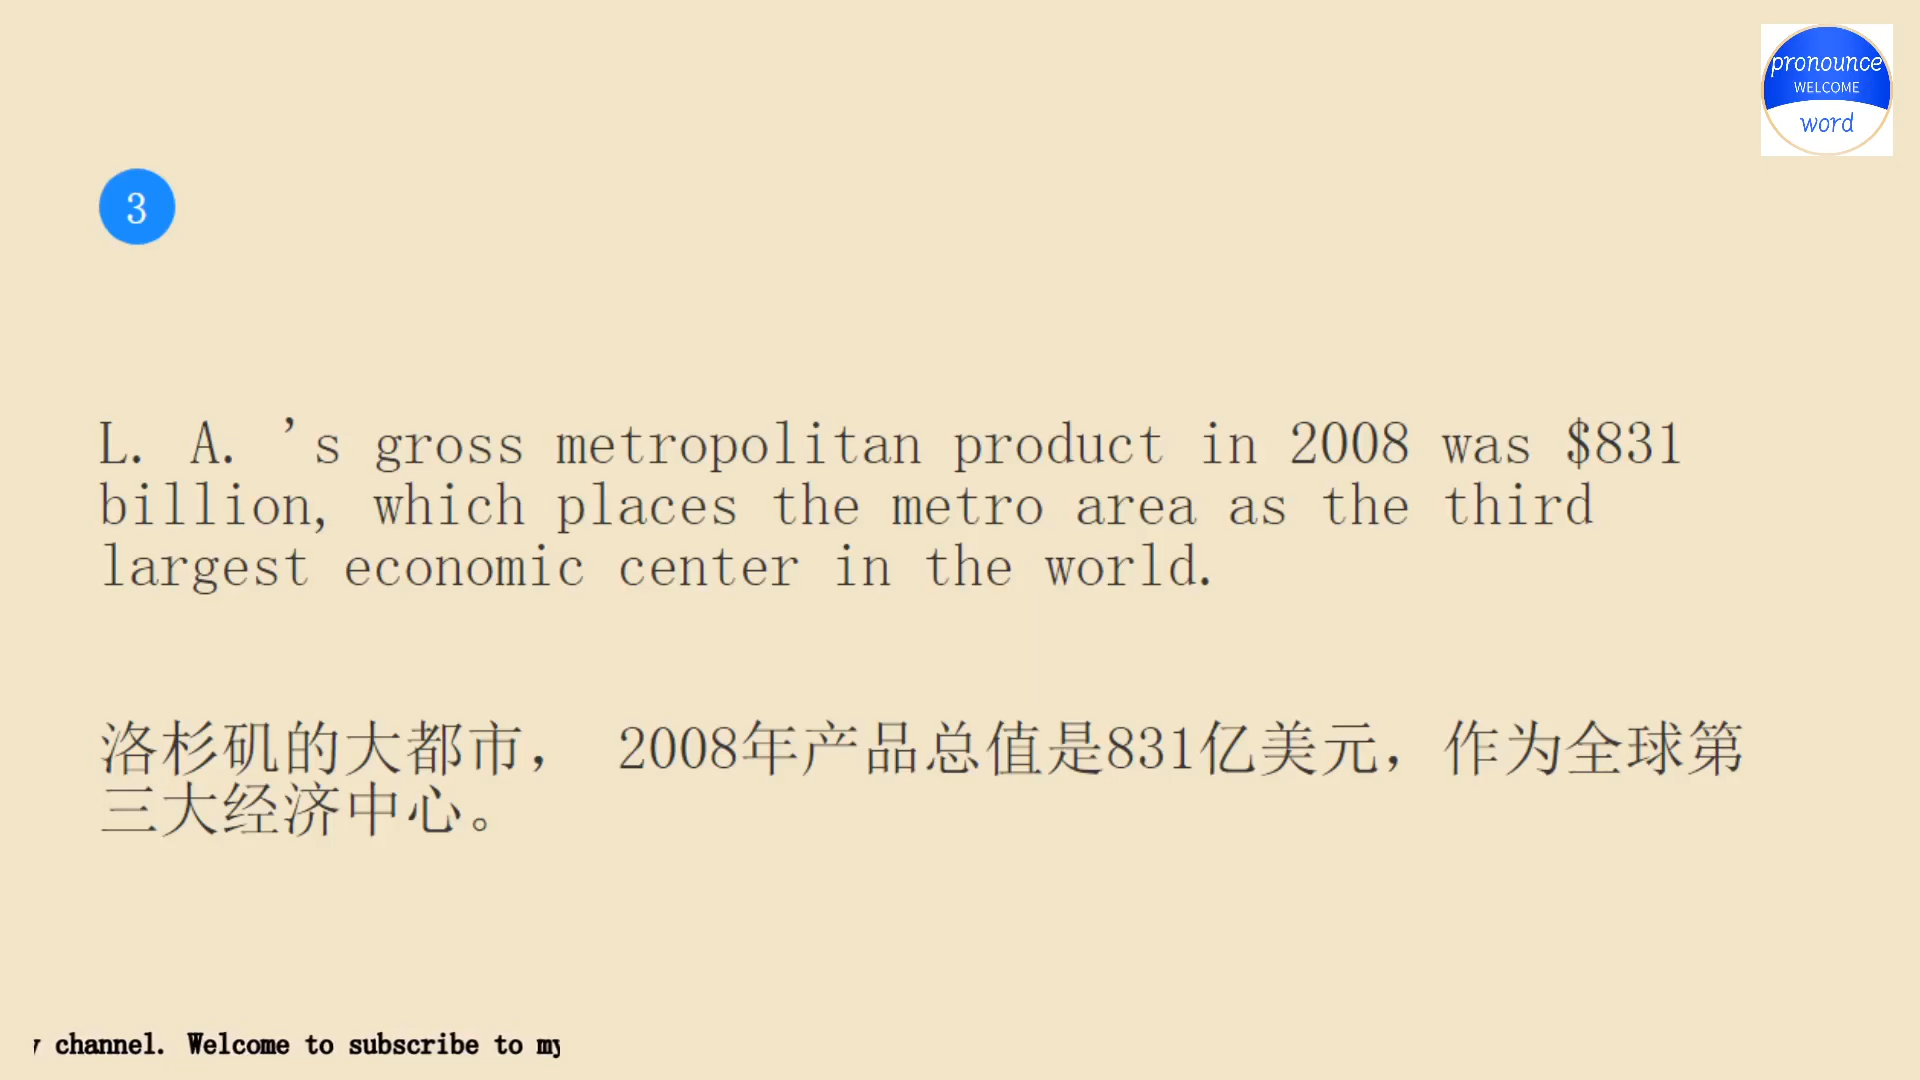 pronounce
WELCOME
word
3
L. A. 's gross metropolitan product in 2008 was $831
billion, which places the metro area as the third
largest economic center in the world.
洛杉矶的大都市， 2008年产品总值是831亿美元，作为全球第
三大经济中心。
channel. Welcome to subscribe to my